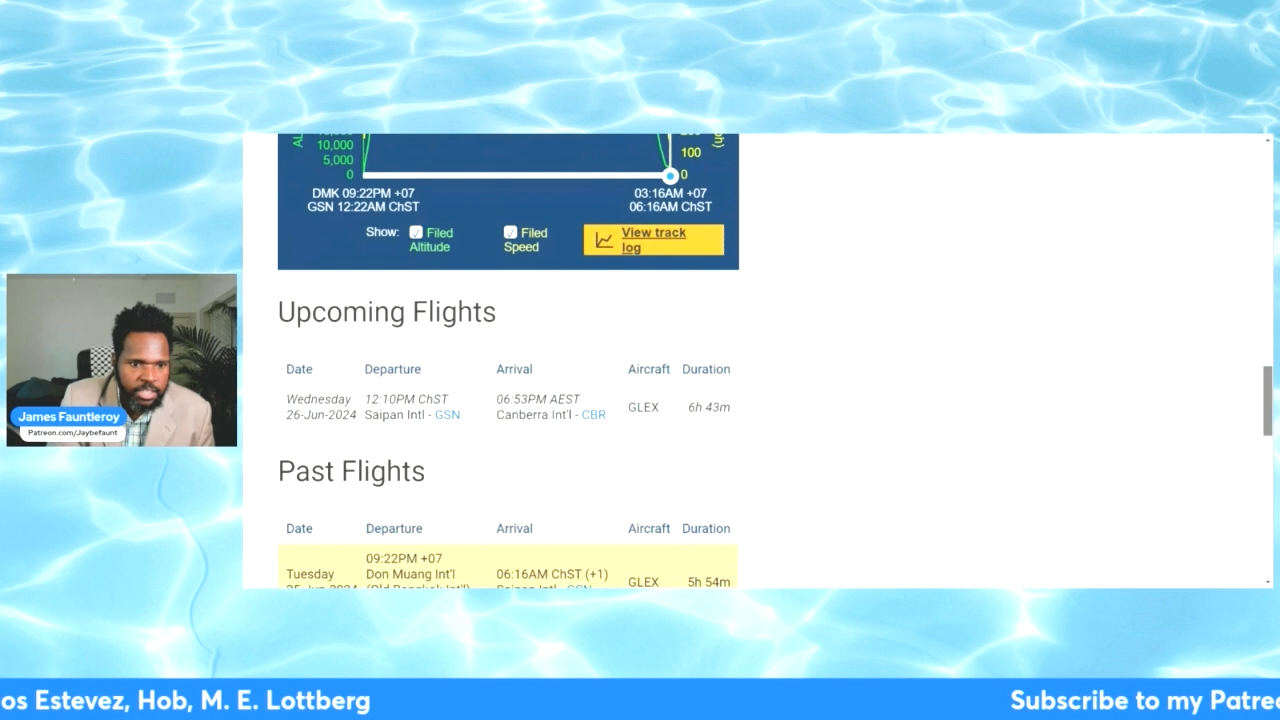 10,000
5,000
0
100
0
DMK 09:22PM +07
GSN 12:22AM ChST
03:16AM +07
06:16AM ChST
Show:
Filed
Altitude
Filed
Speed
View track
log
Upcoming Flights
Date Departure Arrival Aircraft Duration
Wednesday 12:10PM ChST 06:53PM AEST
26-Jun-2024 Saipan Intl - GSN Canberra Int'l - CBR GLEX 6h 43m
Past Flights
Date Departure Arrival Aircraft Duration
09:22PM +07
Tuesday Don Muang Int'l 06:16AM ChST (+1)
GLEX 5h 54m
James Fauntleroy
Patreon.com/Jaybefaunt
os Estevez, Hob, M. E. Lottberg
Subscribe to my Patre